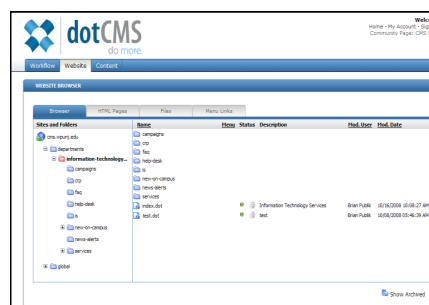 dotCMS
do more.
Welco
Home - My Account - Sig
Community Page: CMS
Workflow Website Content
WEBSITE BROWSER
Browser HTML Pages Files Menu Links
Sites and Folders Name Menu Status Description Mod. User Mod. Date
cms.wpunj.edu campaigns
departments crp
information-technology... faq
campaigns help-desk
crp is
faq new-on-campus
help-desk news-alerts
is services
new-on-campus index.dot Information Technology Services Brian Publik 10/16/2008 10:08:27 AM
news-alerts test.dot test Brian Publik 10/08/2008 05:46:39 AM
services
global
Show Archived